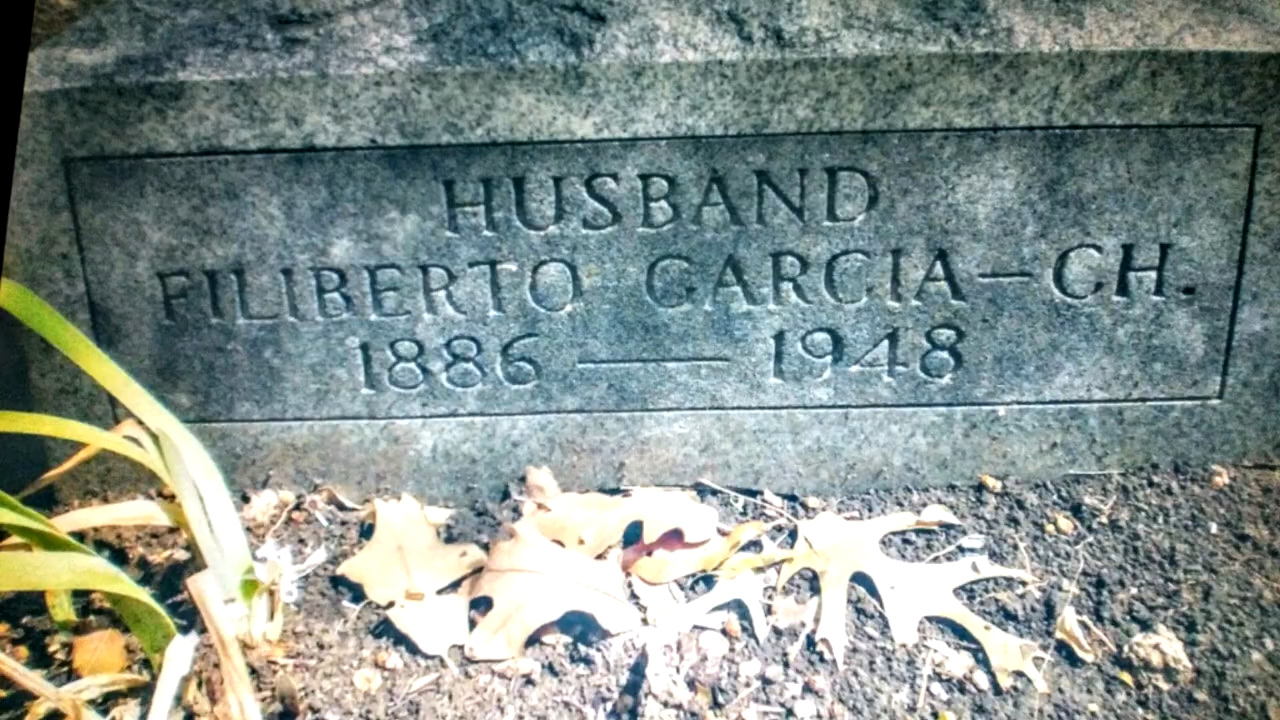 HUSBAND
FILIBERTO GARCIA—CH.
1886 — 1948